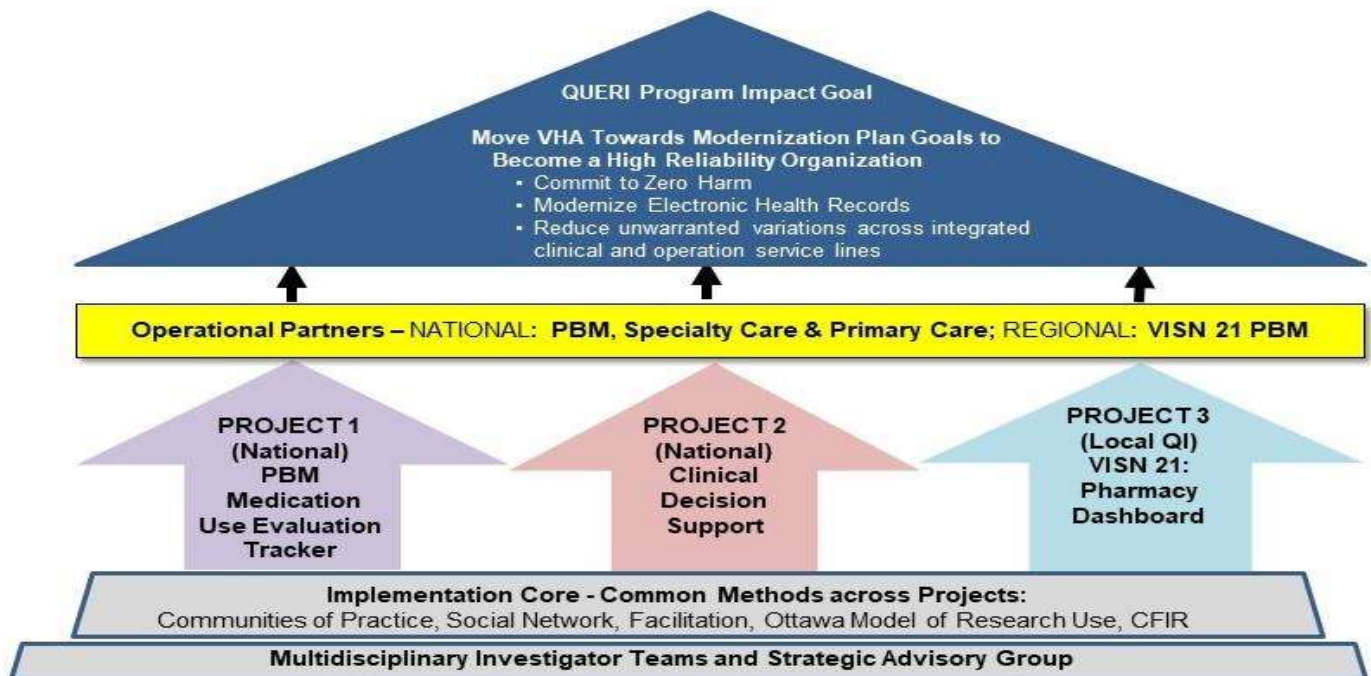 QUERI Program Impact Goal
Move VHA Towards Modernization Plan Goals to
Become a High Reliability Organization
▪ Commit to Zero Harm
▪ Modernize Electronic Health Records
▪ Reduce unwarranted variations across integrated
clinical and operation service lines
Operational Partners – NATIONAL: PBM, Specialty Care & Primary Care; REGIONAL: VISN 21 PBM
PROJECT 1
(National)
PBM
Medication
Use Evaluation
Tracker
PROJECT 2
(National)
Clinical
Decision
Support
PROJECT 3
(Local QI)
VISN 21:
Pharmacy
Dashboard
Implementation Core - Common Methods across Projects:
Communities of Practice, Social Network, Facilitation, Ottawa Model of Research Use, CFIR
Multidisciplinary Investigator Teams and Strategic Advisory Group